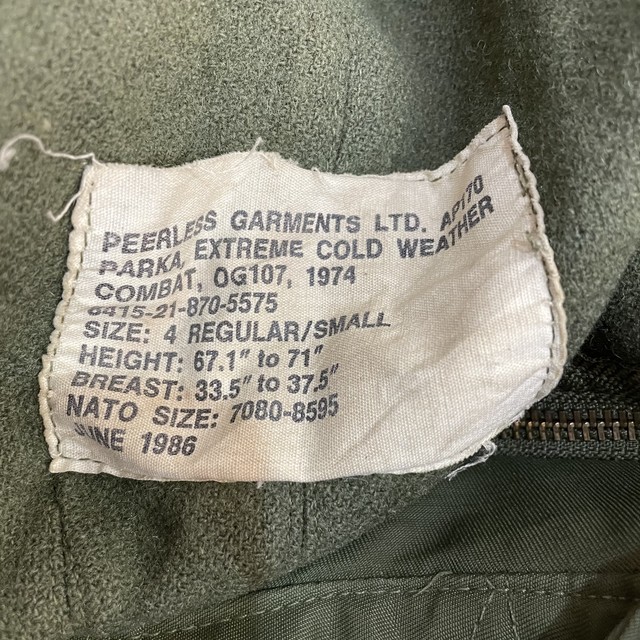 PEERLESS GARMENTS LTD. AP170
PARKA, EXTREME COLD WEATHER
COMBAT, OG107, 1974
8415-21-870-5575
SIZE: 4 REGULAR/SMALL
HEIGHT: 67.1" to 71"
BREAST: 33.5" to 37.5"
NATO SIZE: 7080-8595
JUNE 1986